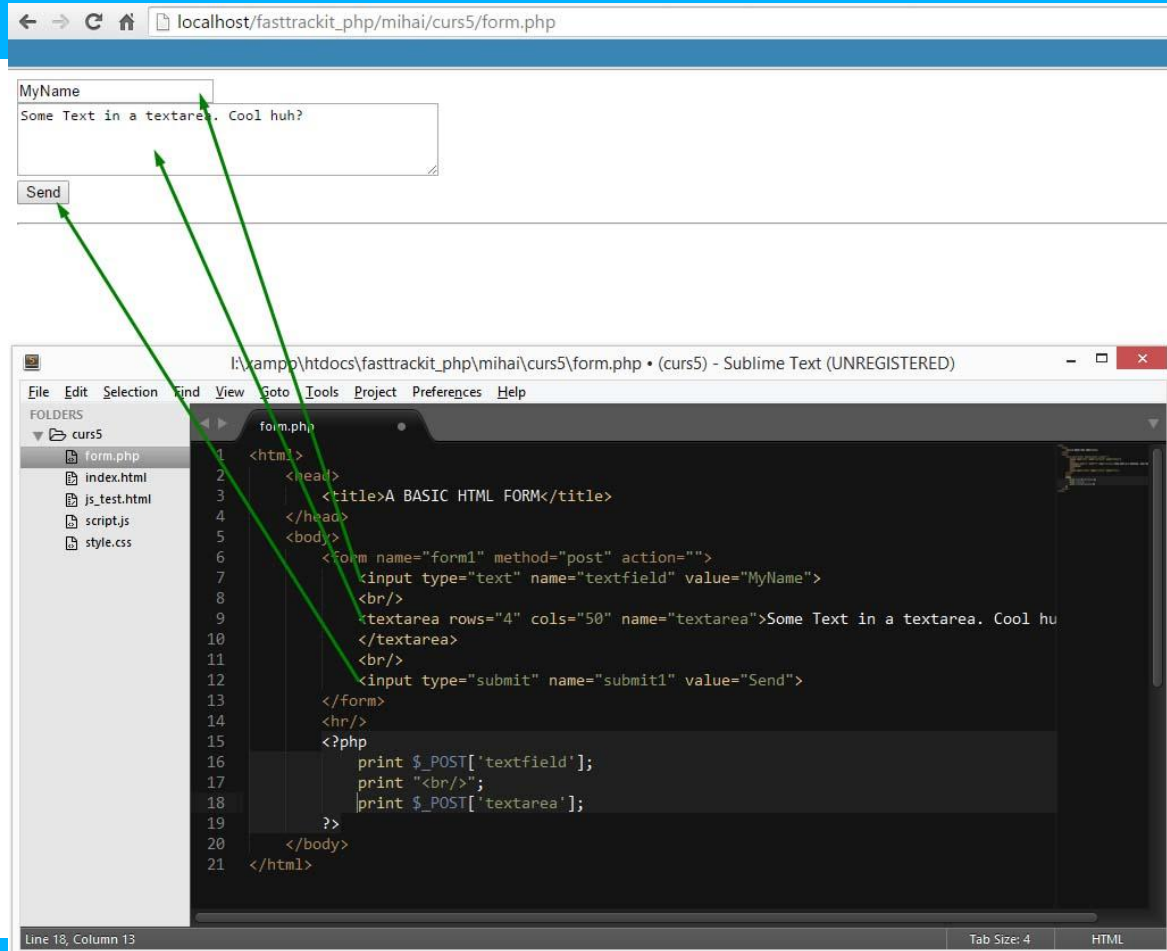 localhost/fasttrackit_php/mihai/curs5/form.php
MyName
Some Text in a textarea. Cool huh?
Send
I:\xampp\htdocs\fasttrackit_php\mihai\curs5\form.php • (curs5) - Sublime Text (UNREGISTERED)
File Edit Selection Find View Goto Tools Project Preferences Help
FOLDERS
curs5
form.php
index.html
js_test.html
script.js
style.css
form.php
1 <html>
2 <head>
3 <title>A BASIC HTML FORM</title>
4 </head>
5 <body>
6 <form name="form1" method="post" action="">
7 <input type="text" name="textfield" value="MyName">
8 <br/>
9 <textarea rows="4" cols="50" name="textarea">Some Text in a textarea. Cool hu
10 </textarea>
11 <br/>
12 <input type="submit" name="submit1" value="Send">
13 </form>
14 <hr/>
15 <?php
16 print $_POST['textfield'];
17 print "<br/>";
18 print $_POST['textarea'];
19 ?>
20 </body>
21 </html>
Line 18, Column 13
Tab Size: 4
HTML